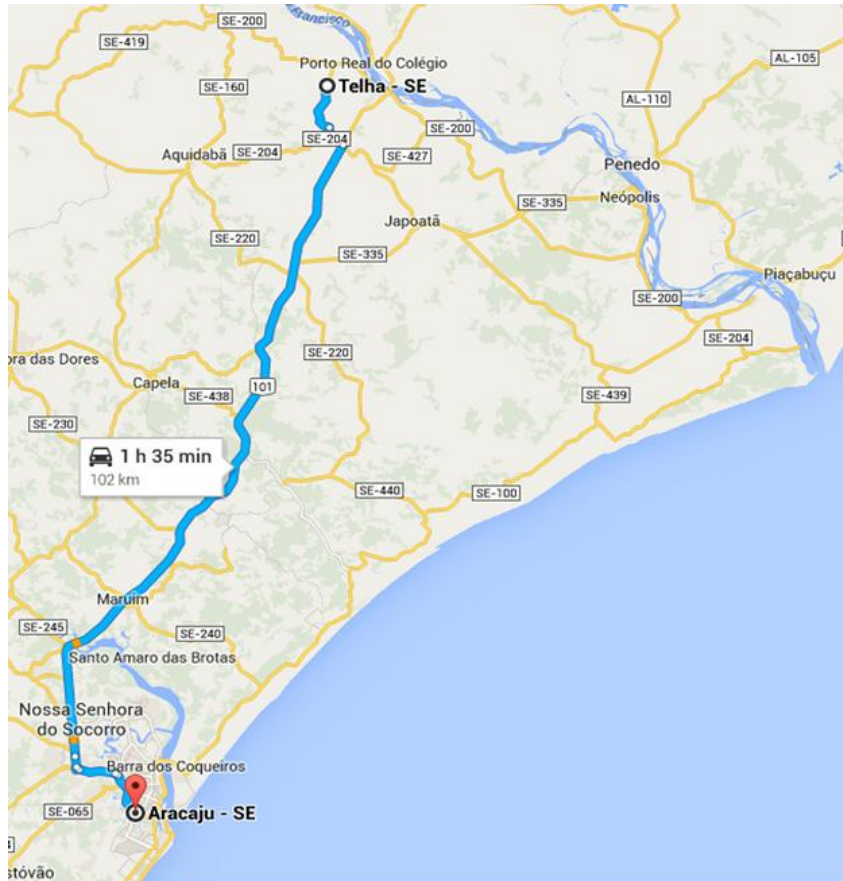 SE-200
Francisco
SE-419
Porto Real do Colégio
AL-105
SE-160
Telha - SE
AL-110
SE-204
SE-200
Aquidabã
SE-204
SE-427
Penedo
Neópolis
SE-335
Japoatã
SE-220
SE-335
Piaçabuçu
SE-200
SE-204
ora das Dores
SE-220
Capela
101
SE-438
SE-439
SE-230
1 h 35 min
102 km
SE-440
SE-100
Maruim
SE-245
SE-240
Santo Amaro das Brotas
Nossa Senhora
do Socorro
Barra dos Coqueiros
SE-065
Aracaju - SE
stóvão